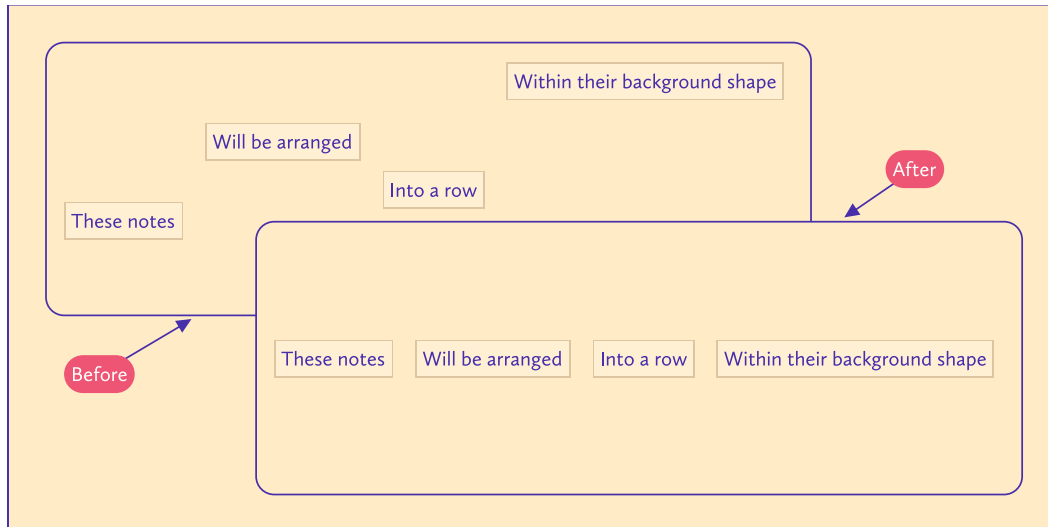 Within their background shape
Will be arranged
After
Into a row
These notes
Before
These notes
Will be arranged
Into a row
Within their background shape